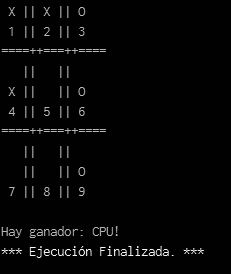 X || X || O
1 || 2 || 3
====++===++====
|| ||
X || || O
4 || 5 || 6
====++===++====
|| ||
|| || O
7 || 8 || 9
Hay ganador: CPU!
*** Ejecución Finalizada. ***